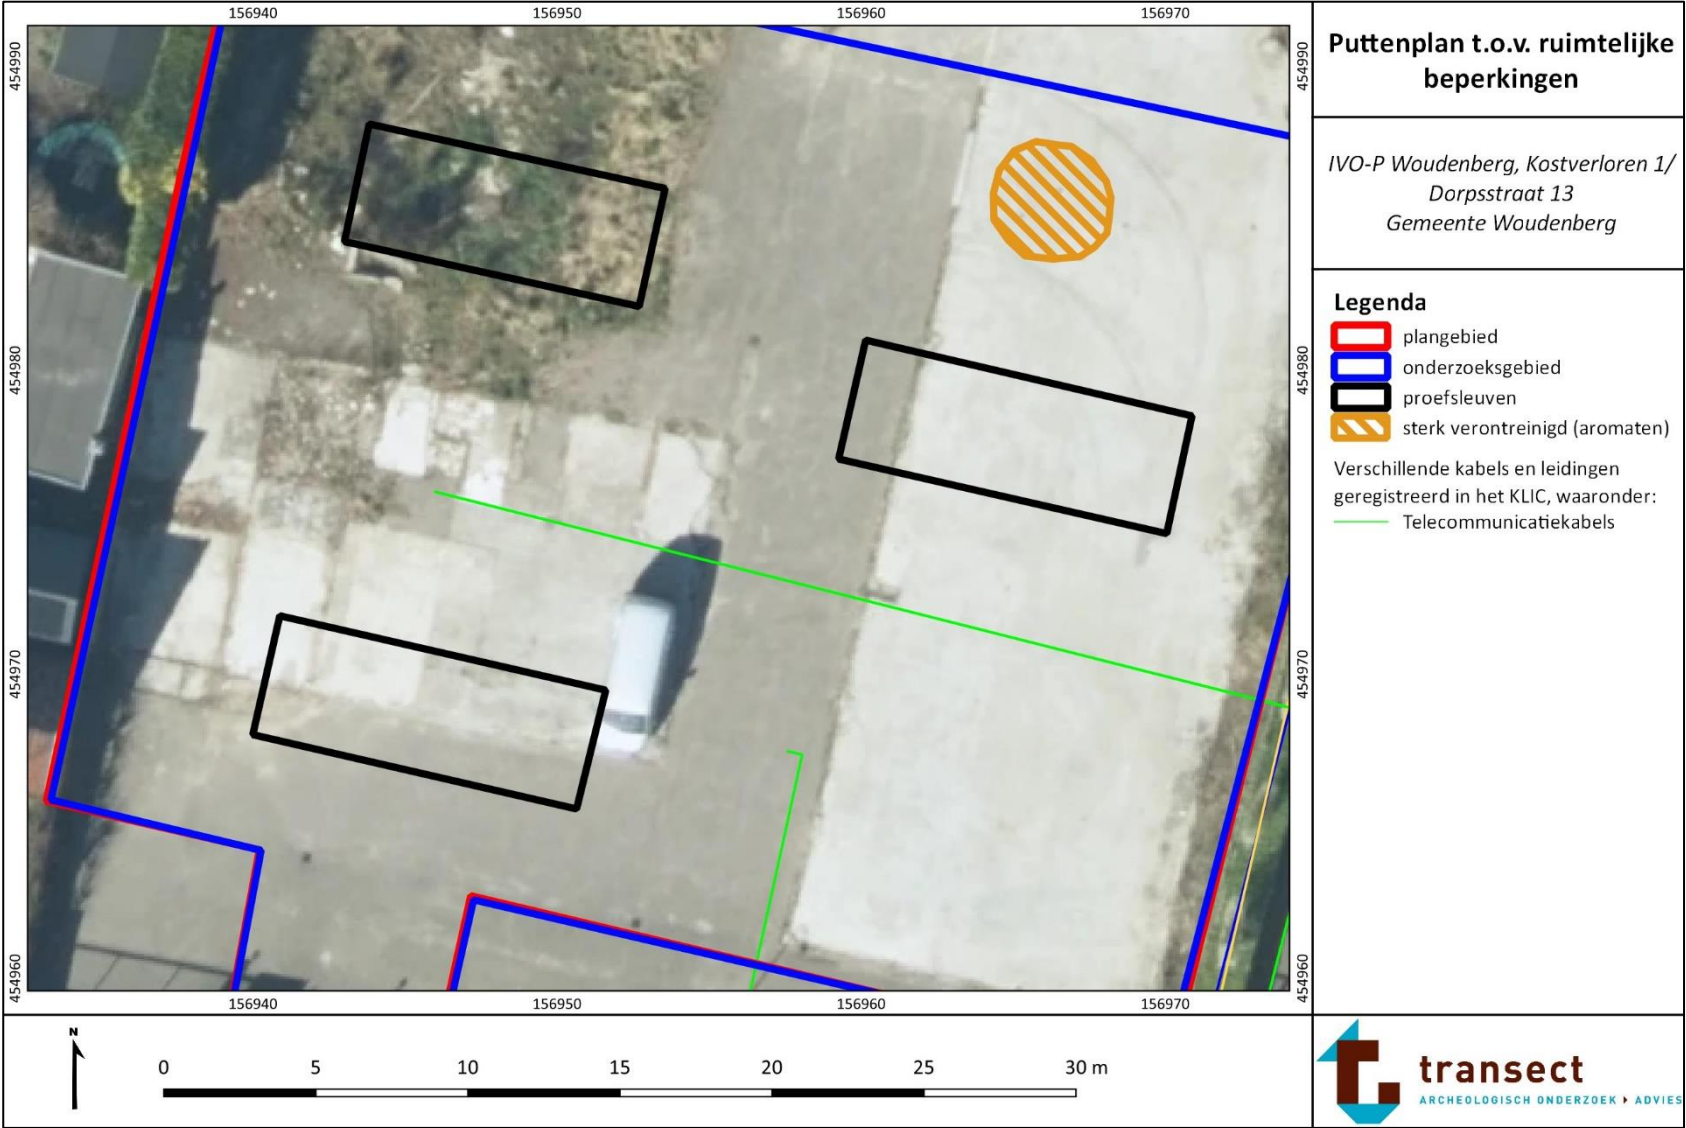 156940 156950 156960 156970
454990 454990
454980 454980
454970 454970
454960 454960
156940 156950 156960 156970
Puttenplan t.o.v. ruimtelijke
beperkingen
IVO-P Woudenberg, Kostverloren 1/
Dorpsstraat 13
Gemeente Woudenberg
Legenda
plangebied
onderzoeksgebied
proefsleuven
sterk verontreinigd (aromaten)
Verschillende kabels en leidingen
geregistreerd in het KLIC, waaronder:
Telecommunicatiekabels
N
0 5 10 15 20 25 30 m
transect
ARCHEOLOGISCH ONDERZOEK ▸ ADVIES